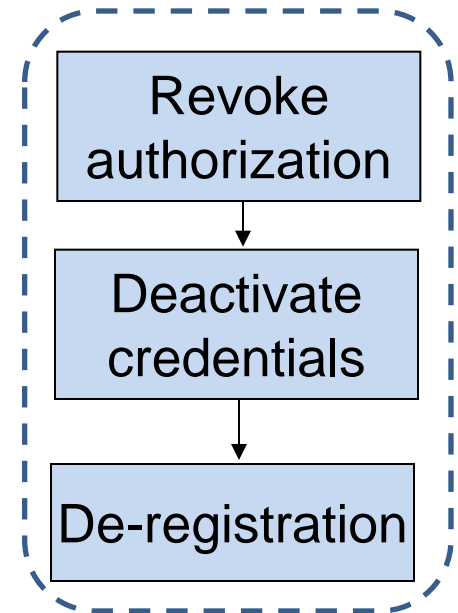 Revoke
authorization
Deactivate
credentials
De-registration